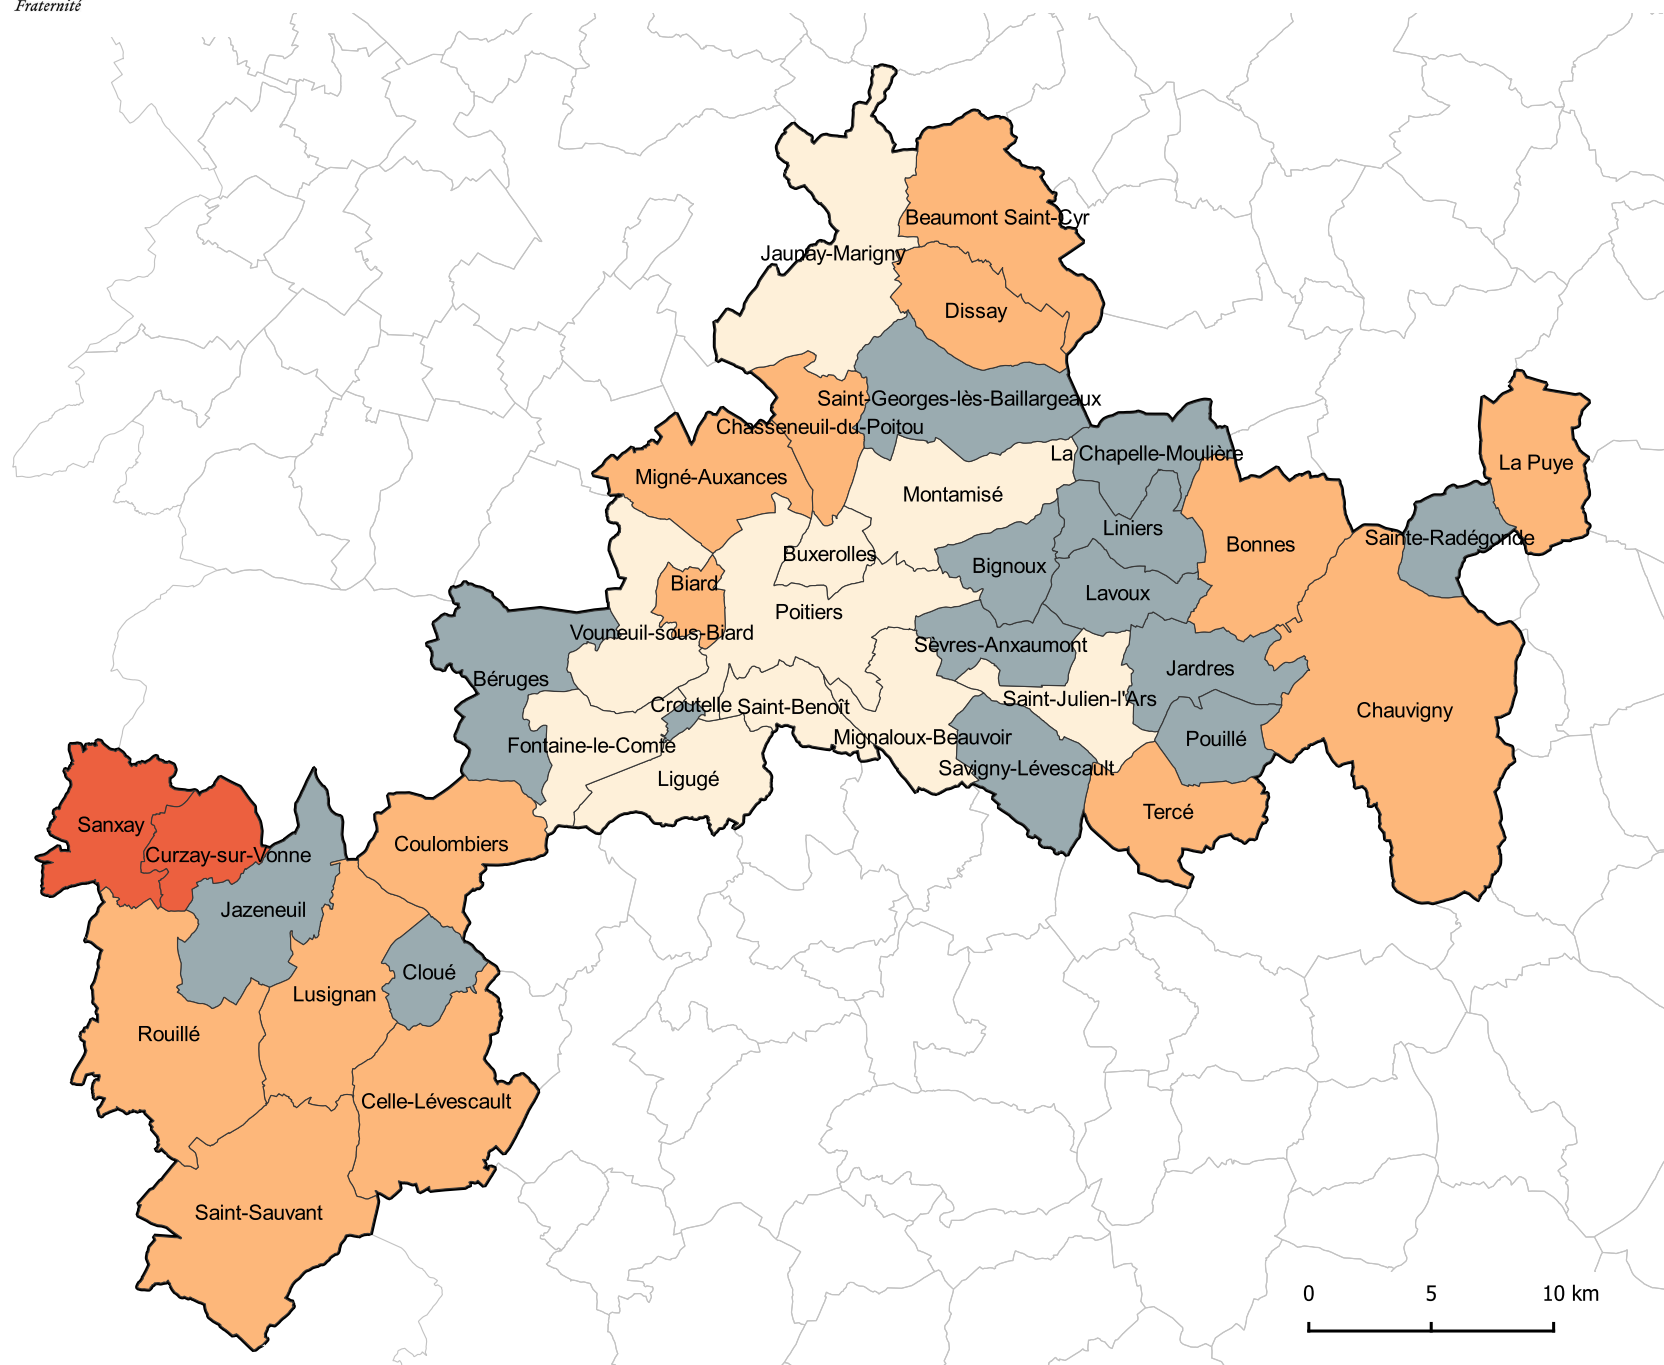 Fraternité
Beaumont Saint-Cyr
Jaunay-Marigny
Dissay
Saint-Georges-lès-Baillargeaux
Chasseneuil-du-Poitou
La Chapelle-Moulière
La Puye
Migné-Auxances
Montamisé
Liniers
Sainte-Radégonde
Bonnes
Buxerolles
Bignoux
Biard
Lavoux
Poitiers
Vouneuil-sous-Biard
Sèvres-Anxaumont
Jardres
Béruges
Saint-Julien-l'Ars
Croutelle
Saint-Benoît
Chauvigny
Fontaine-le-Comte
Mignaloux-Beauvoir
Pouillé
Savigny-Lévescault
Ligugé
Tercé
Sanxay
Coulombiers
Curzay-sur-Vonne
Jazeneuil
Cloué
Lusignan
Rouillé
Celle-Lévescault
Saint-Sauvant
0 5 10 km